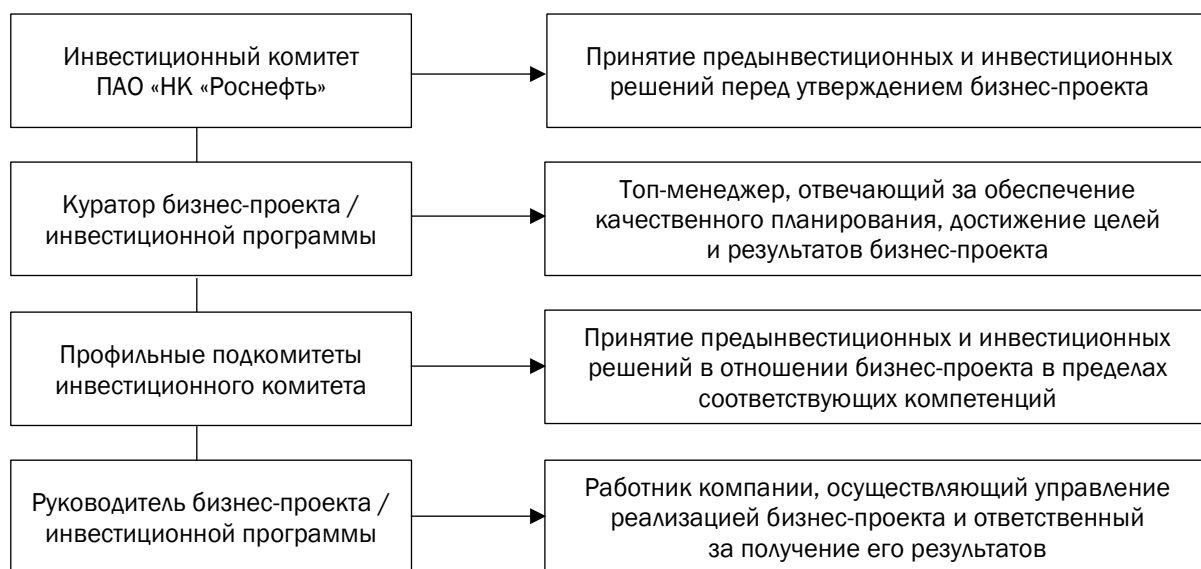 Инвестиционный комитет
ПАО «НК «Роснефть»
Принятие предынвестиционных и инвестиционных
решений перед утверждением бизнес-проекта
Куратор бизнес-проекта /
инвестиционной программы
Топ-менеджер, отвечающий за обеспечение
качественного планирования, достижение целей
и результатов бизнес-проекта
Профильные подкомитеты
инвестиционного комитета
Принятие предынвестиционных и инвестиционных
решений в отношении бизнес-проекта в пределах
соответствующих компетенций
Руководитель бизнес-проекта /
инвестиционной программы
Работник компании, осуществляющий управление
реализацией бизнес-проекта и ответственный
за получение его результатов